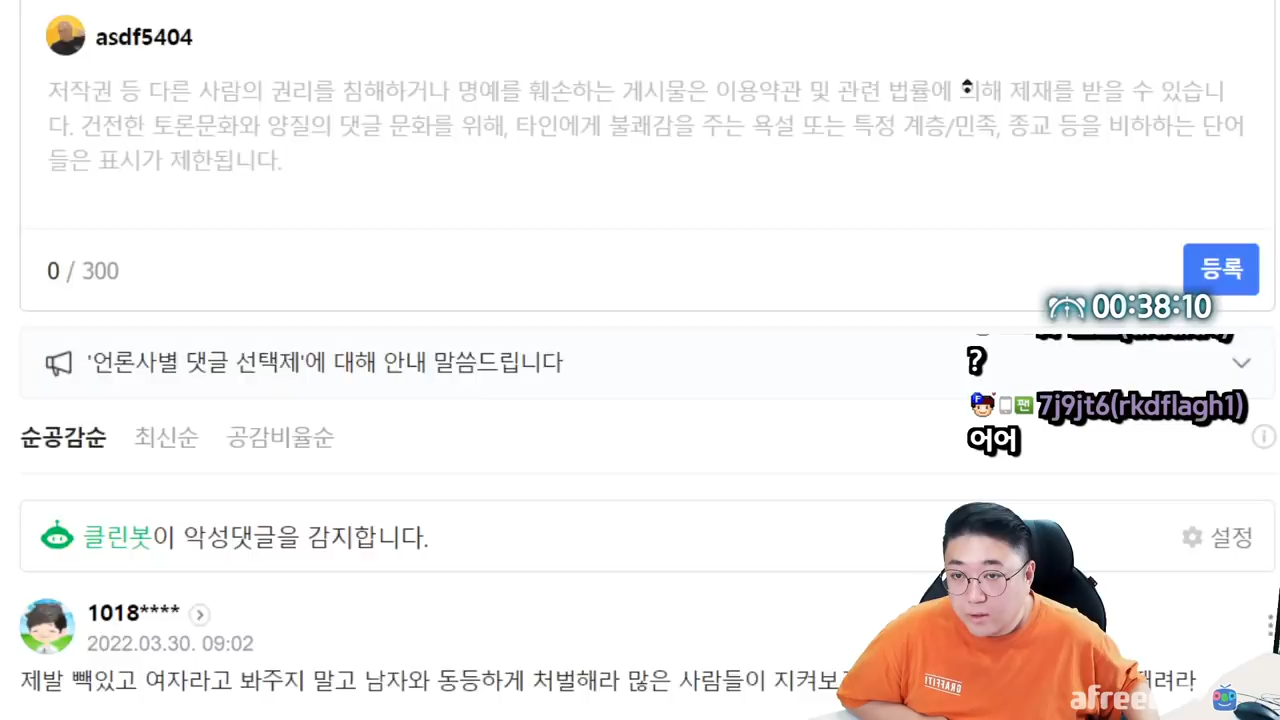 asdf5404
저작권 등 다른 사람의 권리를 침해하거나 명예를 훼손하는 게시물은 이용약관 및 관련 법률에 의해 제재를 받을 수 있습니
다. 건전한 토론문화와 양질의 댓글 문화를 위해, 타인에게 불쾌감을 주는 욕설 또는 특정 계층/민족, 종교 등을 비하하는 단어
들은 표시가 제한됩니다.
0 / 300
등록
00:38:10
'언론사별 댓글 선택제'에 대해 안내 말씀드립니다
?
F 팬 7j9jt6(rkdflagh1)
어어
순공감순 최신순 공감비율순
클린봇이 악성댓글을 감지합니다.
설정
1018****
2022.03.30. 09:02
제발 빽있고 여자라고 봐주지 말고 남자와 동등하게 처벌해라 많은 사람들이 지켜보
GRAFFITI
afree